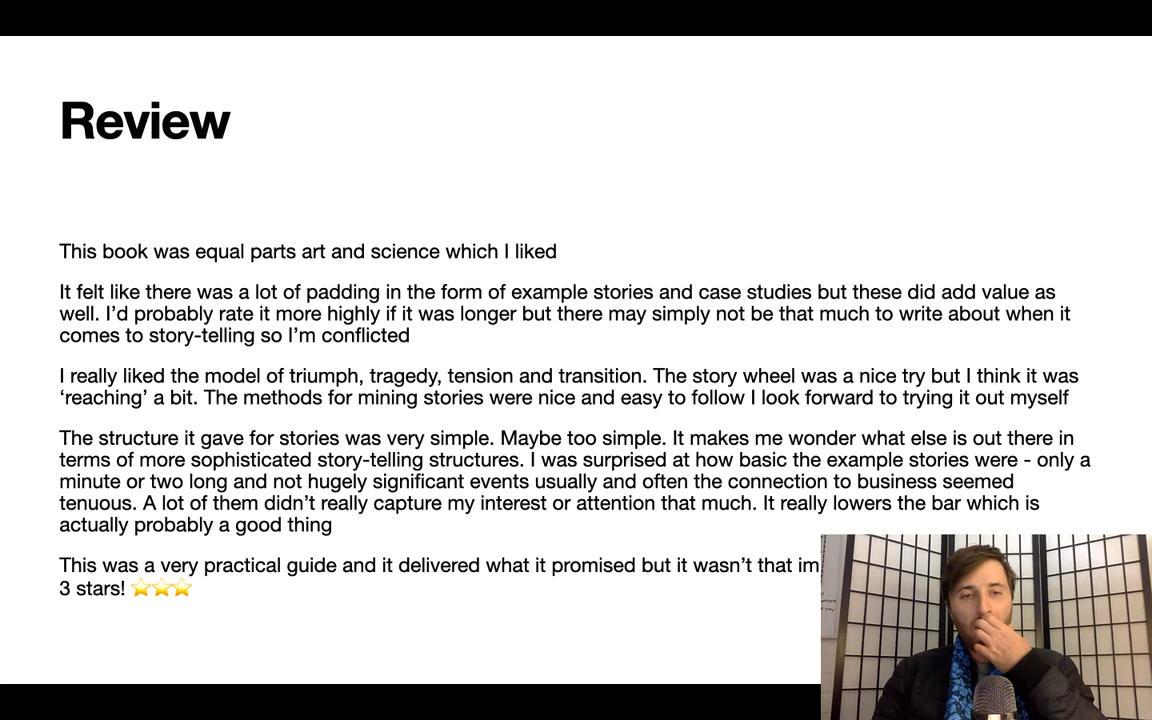 Review
This book was equal parts art and science which I liked
It felt like there was a lot of padding in the form of example stories and case studies but these did add value as
well. I’d probably rate it more highly if it was longer but there may simply not be that much to write about when it
comes to story-telling so I’m conflicted
I really liked the model of triumph, tragedy, tension and transition. The story wheel was a nice try but I think it was
‘reaching’ a bit. The methods for mining stories were nice and easy to follow I look forward to trying it out myself
The structure it gave for stories was very simple. Maybe too simple. It makes me wonder what else is out there in
terms of more sophisticated story-telling structures. I was surprised at how basic the example stories were - only a
minute or two long and not hugely significant events usually and often the connection to business seemed
tenuous. A lot of them didn’t really capture my interest or attention that much. It really lowers the bar which is
actually probably a good thing
This was a very practical guide and it delivered what it promised but it wasn’t that im
3 stars! ⭐⭐⭐